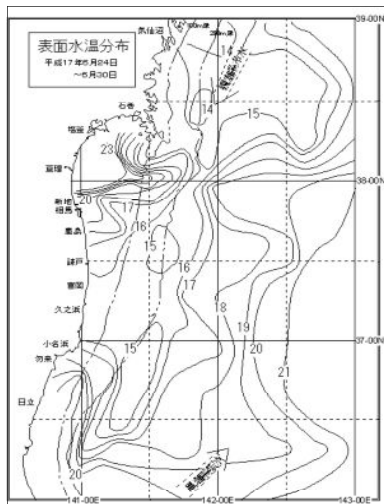 表面水温分布
平成17年6月24日
～6月30日
気仙沼
39-00N
14
石巻
14
15
塩釜
23
亘理
38-00N
20
新地
相馬
17
16
鹿島
15
請戸
16
富岡
17
久之浜
18
19
小名浜
37-00N
15
20
勿来
21
日立
20
141-00E
142-00E
143-00E